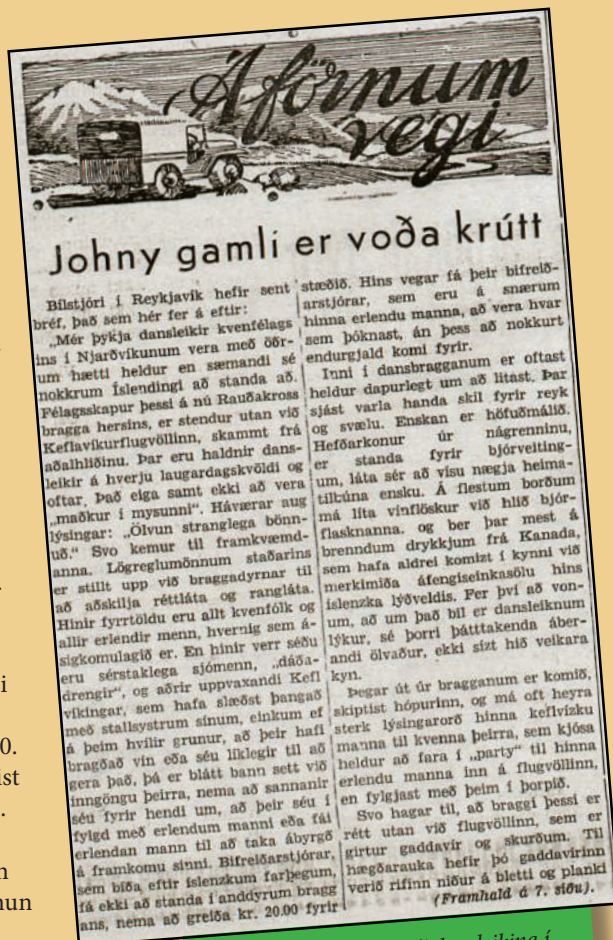 Á förnum
vegi
Johny gamli er voða krútt
Bílstjóri í Reykjavík hefir sent
bréf, það sem hér fer á eftir:
„Mér þykja dansleikir kvenfélags
ins í Njarðvíkunum vera með öðr-
um hætti heldur en sæmandi sé
nokkrum Íslendingi að standa að.
Félagsskapur þessi á nú Rauðakross
bragga hersins, er stendur utan við
Keflavíkurflugvöllinn, skammt frá
aðalhliðinu. Þar eru haldnir dans-
leikir á hverju laugardagskvöldi og
oftar. Það eiga samt ekki að vera
„maðkur í mysunni“. Háværar aug
lýsingar: „Ölvun stranglega bönn-
uð.“ Svo kemur til framkvæmd-
anna. Lögreglumönnum staðarins
er stillt upp við braggadyrnar til
að aðskilja réttláta og rangláta.
Hinir fyrrtöldu eru allt kvenfólk og
allir erlendir menn, hvernig sem á-
sigkomulagið er. En hinir verr séðu
eru sérstaklega sjómenn, „dáða-
drengir“, og aðrir uppvaxandi Kefl
víkingar, sem hafa slæðst þangað
með stallsystrum sínum, einkum ef
á þeim hvílir grunur, að þeir hafi
bragðað vín eða séu líklegir til að
gera það, þá er blátt bann sett við
inngöngu þeirra, nema að sannanir
séu fyrir hendi um, að þeir séu í
fylgd með erlendum manni eða fái
erlendan mann til að taka ábyrgð
á framkomu sinni. Bifreiðarstjórar,
sem bíða eftir íslenzkum farþegum,
fá ekki að standa í anddyrum bragg
ans, nema að greiða kr. 20.00 fyrir
stæðið. Hins vegar fá þeir bifreið-
arstjórar, sem eru á snærum
hinna erlendu manna, að vera hvar
sem þóknast, án þess að nokkurt
endurgjald komi fyrir.
Inni í dansbragganum er oftast
heldur dapurlegt um að litast. Þar
sjást varla handa skil fyrir reyk
og svælu. Enskan er höfuðmálið.
Hefðarkonur úr nágrenninu,
er standa fyrir bjórveiting-
um, láta sér að vísu nægja heima-
tilbúna ensku. Á flestum borðum
má líta vínflöskur við hlið bjór-
flasknanna. og ber þar mest á
brenndum drykkjum frá Kanada,
sem hafa aldrei komizt í kynni við
merkimiða áfengiseinkasölu hins
íslenzka lýðveldis. Fer því að von-
um, að um það bil er dansleiknum
lýkur, sé þorri þátttakenda áber-
andi ölvaður, ekki sízt hið veikara
kyn.
Þegar út úr bragganum er komið,
skiptist hópurinn, og má oft heyra
sterk lýsingarorð hinna keflvízku
manna til kvenna þeirra, sem kjósa
heldur að fara í „party“ til hinna
erlendu manna inn á flugvöllinn,
en fylgjast með þeim í þorpið.
Svo hagar til, að braggi þessi er
rétt utan við flugvöllinn, sem er
girtur gaddavír og skurðum. Til
hægðarauka hefir þó gaddavírinn
verið rifinn niður á bletti og planki
(Framhald á 7. síðu).
i
0.
ist
.
n
nun